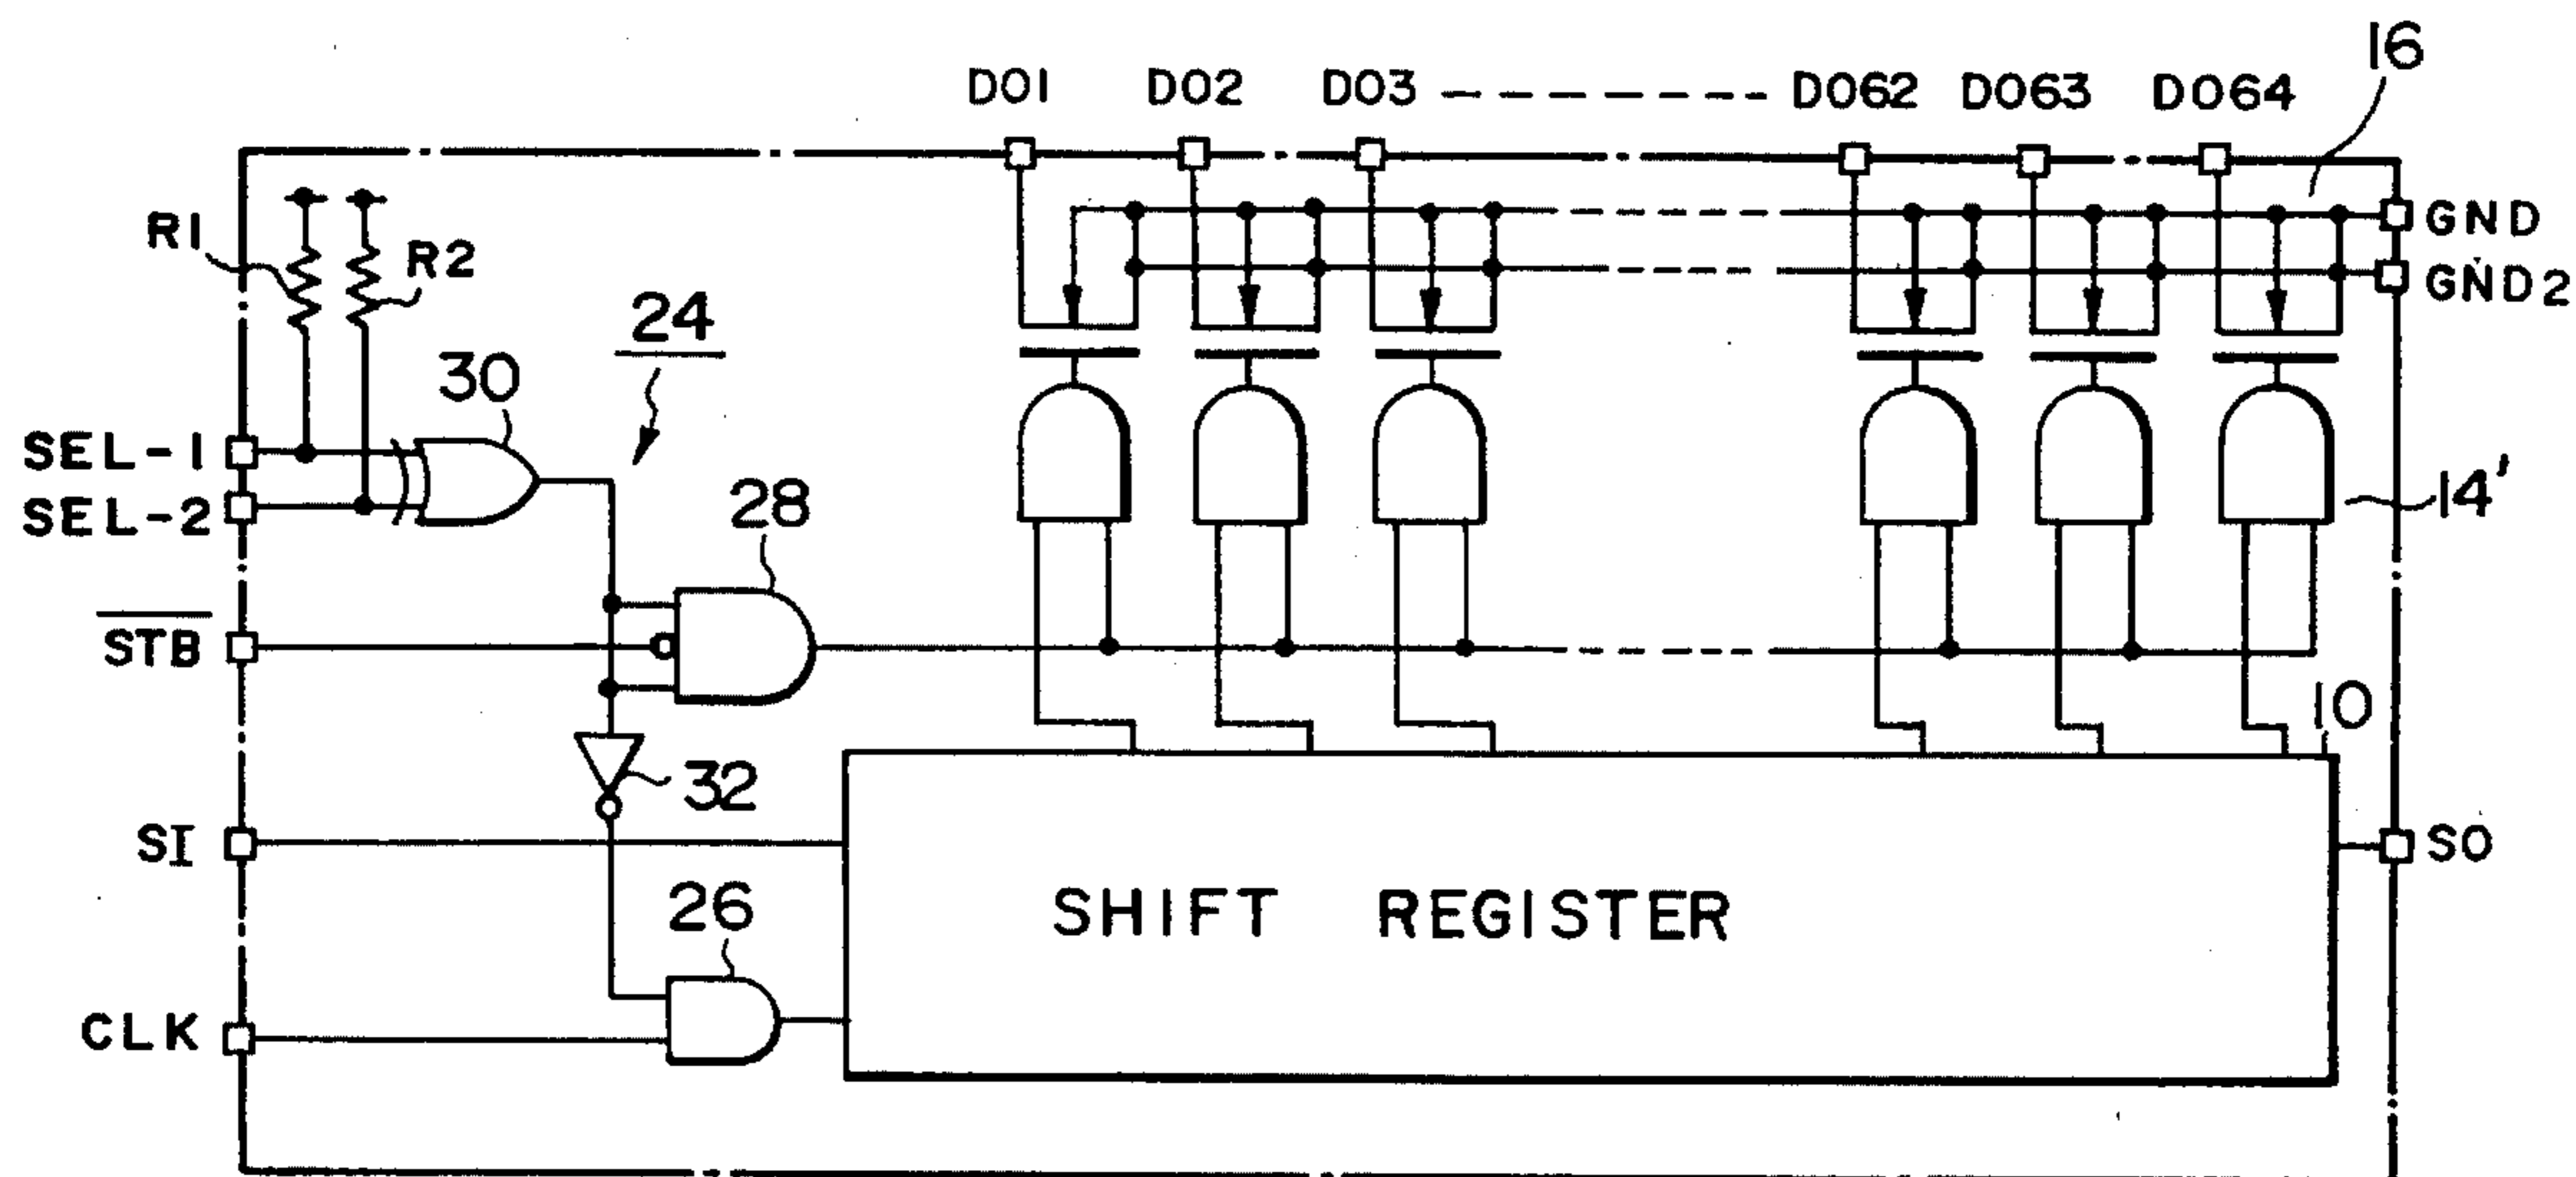 16
DO1 DO2 DO3 DO62 DO63 DO64
R1
R2
GND
GND2
24
30
SEL-1
SEL-2
28
14'
STB
10
32
SI
SO
26
SHIFT REGISTER
CLK